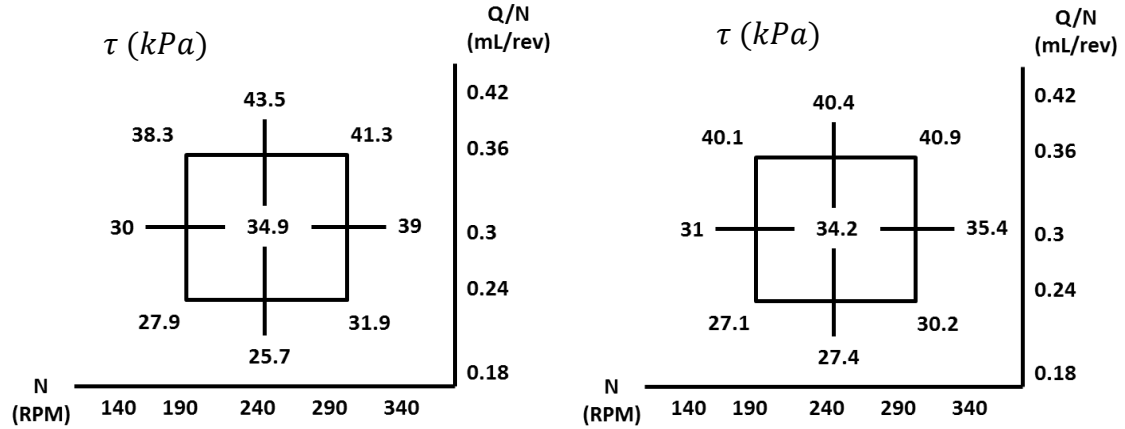 τ (kPa)
Q/N
(mL/rev)
43.5
0.42
38.3
41.3
0.36
30
34.9
39
0.3
0.24
27.9
31.9
25.7
0.18
N
(RPM)
140 190 240 290 340
τ (kPa)
Q/N
(mL/rev)
40.4
0.42
40.1
40.9
0.36
31
34.2
35.4
0.3
0.24
27.1
30.2
27.4
0.18
N
(RPM)
140 190 240 290 340